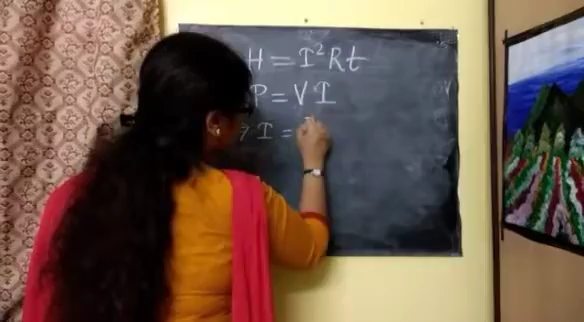 H = I²Rt
P = VI
I =